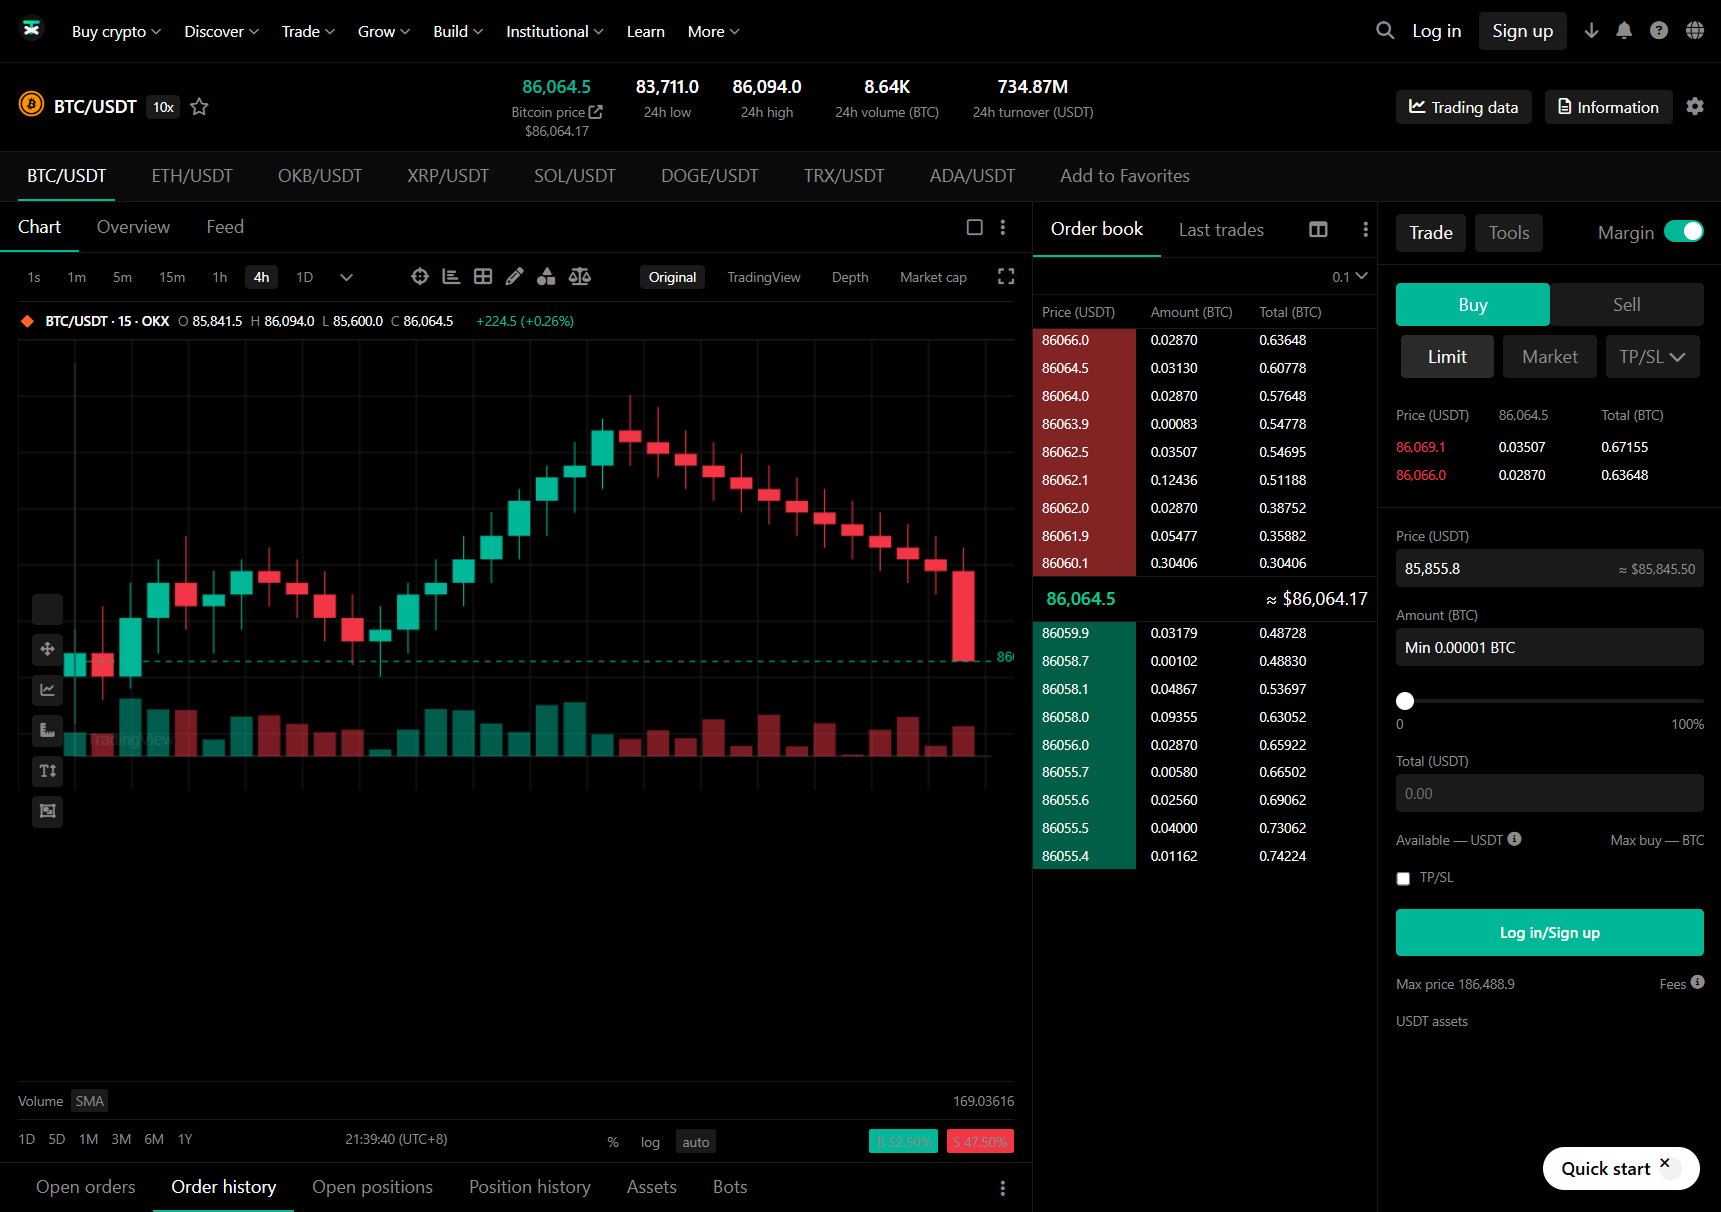 Buy crypto Discover Trade Grow Build Institutional Learn More Log in Sign up
BTC/USDT 10x
86,064.5 83,711.0 86,094.0 8.64K 734.87M
Bitcoin price 24h low 24h high 24h volume (BTC) 24h turnover (USDT)
$86,064.17
Trading data Information
BTC/USDT ETH/USDT OKB/USDT XRP/USDT SOL/USDT DOGE/USDT TRX/USDT ADA/USDT Add to Favorites
Chart Overview Feed
1s 1m 5m 15m 1h 4h 1D Original TradingView Depth Market cap
BTC/USDT · 15 · OKX O 85,841.5 H 86,094.0 L 85,600.0 C 86,064.5 +224.5 (+0.26%)
860
TradingView
Volume SMA 169.03616
1D 5D 1M 3M 6M 1Y 21:39:40 (UTC+8) % log auto B 52.50% S 47.50%
Open orders Order history Open positions Position history Assets Bots
Order book Last trades
0.1
Price (USDT) Amount (BTC) Total (BTC)
86066.0 0.02870 0.63648
86064.5 0.03130 0.60778
86064.0 0.02870 0.57648
86063.9 0.00083 0.54778
86062.5 0.03507 0.54695
86062.1 0.12436 0.51188
86062.0 0.02870 0.38752
86061.9 0.05477 0.35882
86060.1 0.30406 0.30406
86,064.5 ≈ $86,064.17
86059.9 0.03179 0.48728
86058.7 0.00102 0.48830
86058.1 0.04867 0.53697
86058.0 0.09355 0.63052
86056.0 0.02870 0.65922
86055.7 0.00580 0.66502
86055.6 0.02560 0.69062
86055.5 0.04000 0.73062
86055.4 0.01162 0.74224
Trade Tools Margin
Buy Sell
Limit Market TP/SL
Price (USDT) 86,064.5 Total (BTC)
86,069.1 0.03507 0.67155
86,066.0 0.02870 0.63648
Price (USDT)
85,855.8 ≈ $85,845.50
Amount (BTC)
Min 0.00001 BTC
0 100%
Total (USDT)
0.00
Available — USDT Max buy — BTC
TP/SL
Log in/Sign up
Max price 186,488.9 Fees
USDT assets
Quick start ×